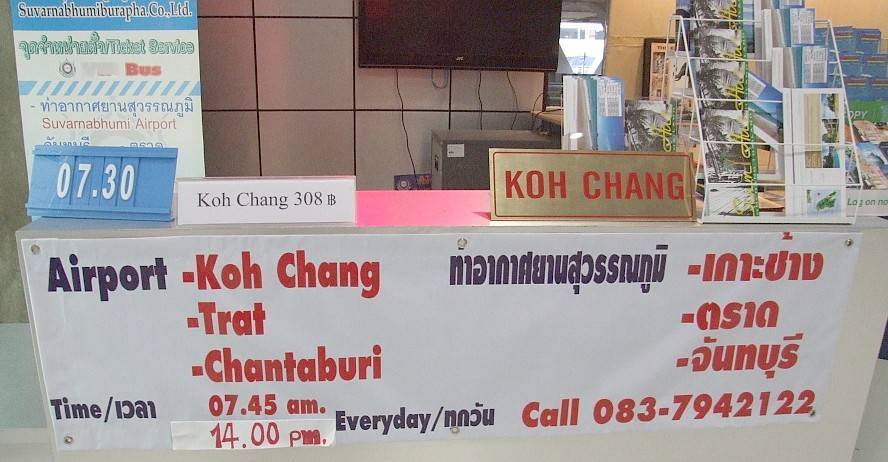 Suvarnabhumiburapha.Co.,Ltd.
จุดจำหน่ายตั๋ว/Ticket Service
Bus
- ท่าอากาศยานสุวรรณภูมิ
Suvarnabhumi Airport
07.30
Koh Chang 308 ฿
KOH CHANG
Airport -Koh Chang
-Trat
-Chantaburi
ท่าอากาศยานสุวรรณภูมิ -เกาะช้าง
-ตราด
-จันทบุรี
Time/เวลา 07.45 am.
14.00 pm.
Everyday/ทุกวัน Call 083-7942122